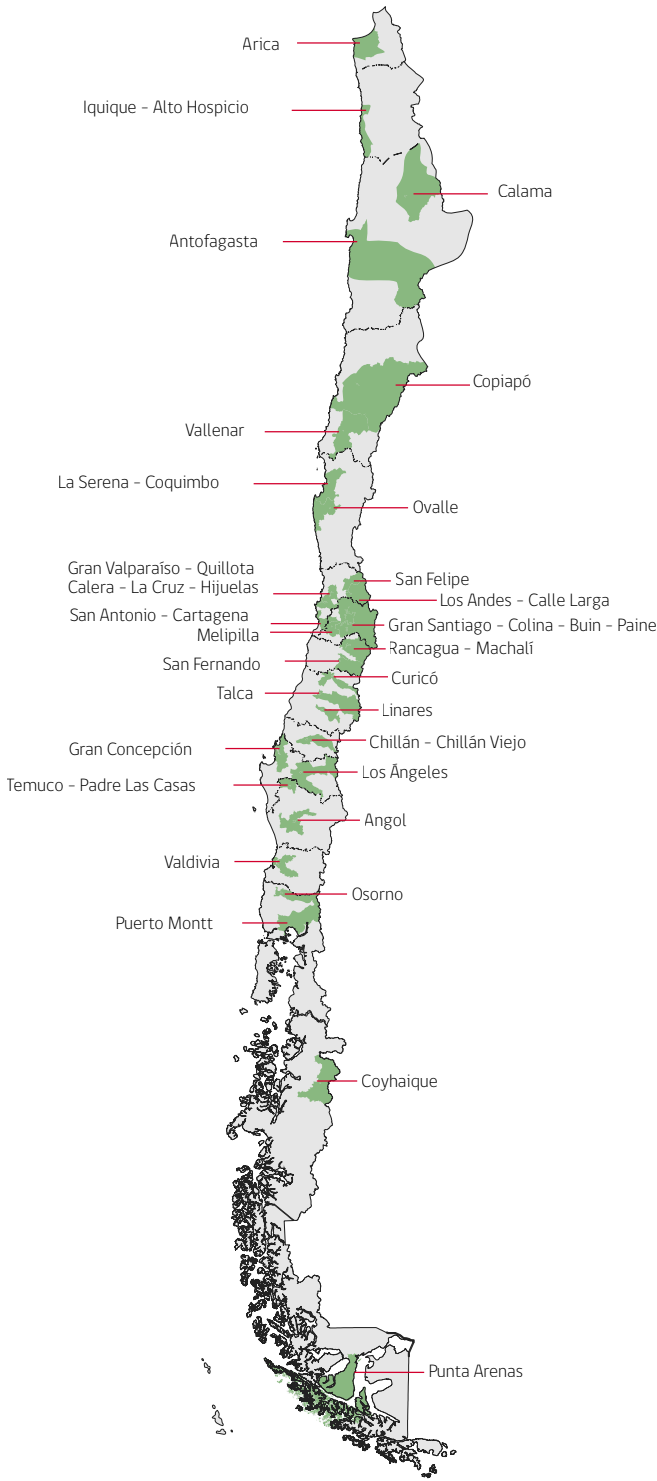 Arica
Iquique - Alto Hospicio
Calama
Antofagasta
Copiapó
Vallenar
La Serena - Coquimbo
Ovalle
Gran Valparaíso - Quillota
Calera - La Cruz - Hijuelas
San Felipe
Los Andes - Calle Larga
San Antonio - Cartagena
Gran Santiago - Colina - Buin - Paine
Melipilla
Rancagua - Machalí
San Fernando
Curicó
Talca
Linares
Chillán - Chillán Viejo
Gran Concepción
Los Ángeles
Temuco - Padre Las Casas
Angol
Valdivia
Osorno
Puerto Montt
Coyhaique
Punta Arenas